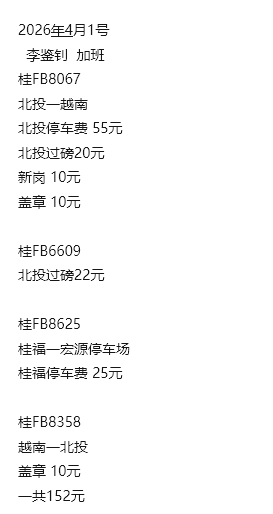 2026年4月1号
李鉴钊 加班
桂FB8067
北投一越南
北投停车费 55元
北投过磅20元
新岗 10元
盖章 10元
桂FB6609
北投过磅22元
桂FB8625
桂福一宏源停车场
桂福停车费 25元
桂FB8358
越南一北投
盖章 10元
一共152元